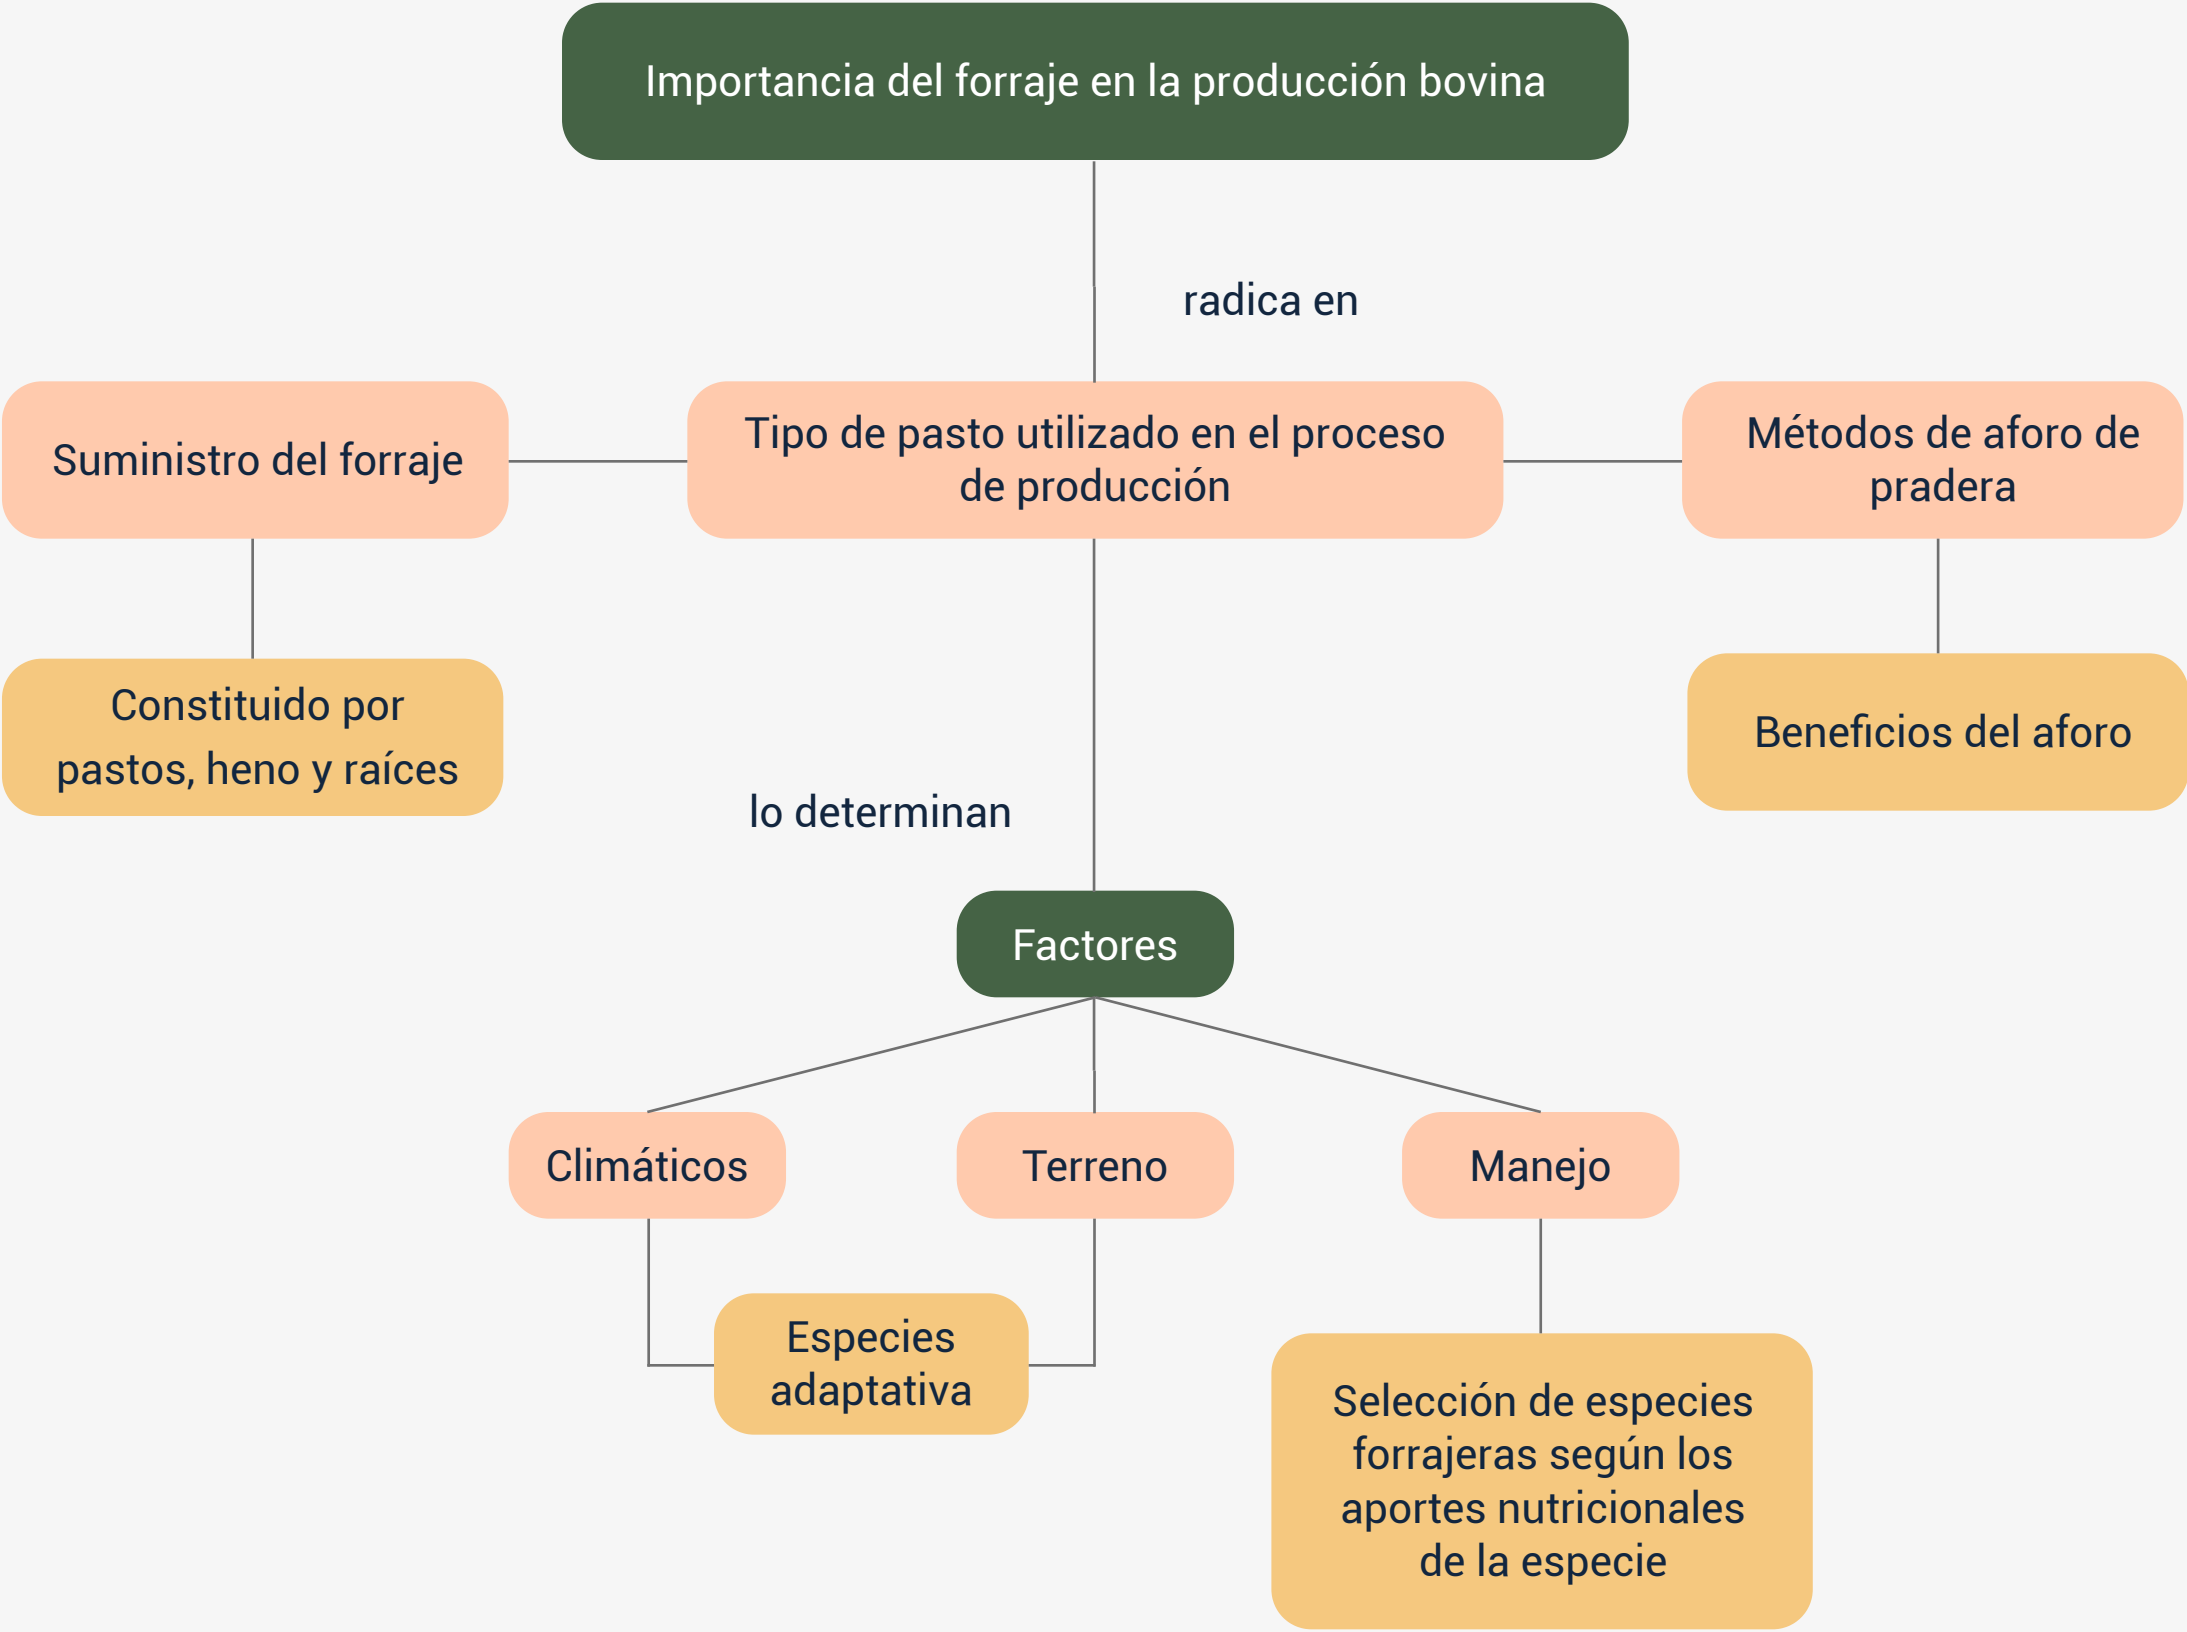 Importancia del forraje en la producción bovina
radica en
Suministro del forraje
Tipo de pasto utilizado en el proceso
de producción
Métodos de aforo de
pradera
Constituido por
pastos, heno y raíces
Beneficios del aforo
lo determinan
Factores
Climáticos
Terreno
Manejo
Especies
adaptativa
Selección de especies
forrajeras según los
aportes nutricionales
de la especie